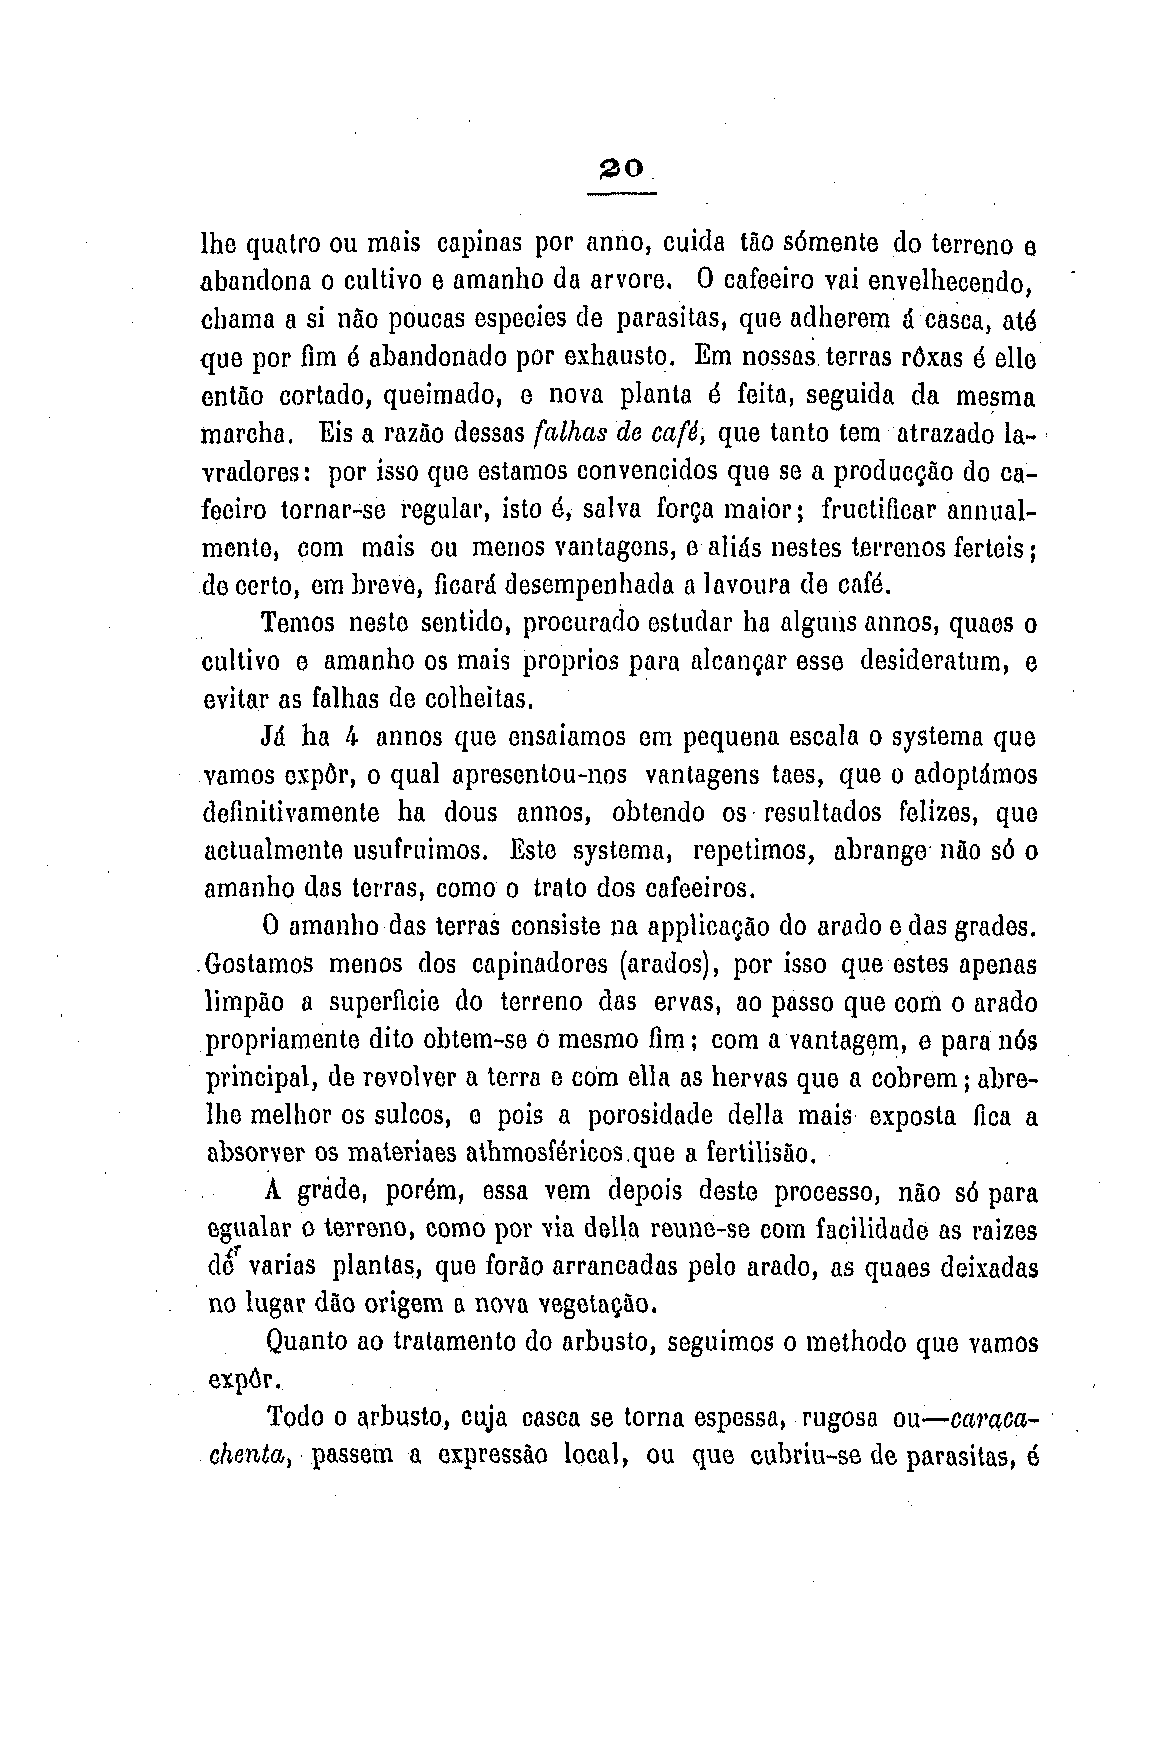 20
lhe quatro ou mais capinas por anno, cuida tão sómente do terreno e
abandona o cultivo e amanho da arvore. O cafeeiro vai envelhecendo,
chama a si não poucas especies de parasitas, que adherem á casca, até
que por fim é abandonado por exhausto. Em nossas terras rôxas é elle
então cortado, queimado, e nova planta é feita, seguida da mesma
marcha. Eis a razão dessas falhas de café, que tanto tem atrazado la-
vradores: por isso que estamos convencidos que se a producção do ca-
feeiro tornar-se regular, isto é, salva força maior; fructificar annual-
mente, com mais ou menos vantagens, e aliás nestes terrenos ferteis;
de certo, em breve, ficará desempenhada a lavoura de café.
Temos neste sentido, procurado estudar ha alguns annos, quaes o
cultivo e amanho os mais proprios para alcançar esse desideratum, e
evitar as falhas de colheitas.
Já ha 4 annos que ensaiamos em pequena escala o systema que
vamos expôr, o qual apresentou-nos vantagens taes, que o adoptámos
definitivamente ha dous annos, obtendo os resultados felizes, que
actualmente usufruimos. Este systema, repetimos, abrange não só o
amanho das terras, como o trato dos cafeeiros.
O amanho das terras consiste na applicação do arado e das grades.
Gostamos menos dos capinadores (arados), por isso que estes apenas
limpão a superficie do terreno das ervas, ao passo que com o arado
propriamente dito obtem-se o mesmo fim; com a vantagem, e para nós
principal, de revolver a terra e com ella as hervas que a cobrem; abre-
lhe melhor os sulcos, e pois a porosidade della mais exposta fica a
absorver os materiaes athmosféricos que a fertilisão.
A grade, porém, essa vem depois deste processo, não só para
egualar o terreno, como por via della reune-se com facilidade as raizes
de varias plantas, que forão arrancadas pelo arado, as quaes deixadas
no lugar dão origem a nova vegetação.
Quanto ao tratamento do arbusto, seguimos o methodo que vamos
expôr.
Todo o arbusto, cuja casca se torna espessa, rugosa ou—caraca-
chenta, passem a expressão local, ou que cubriu-se de parasitas, é